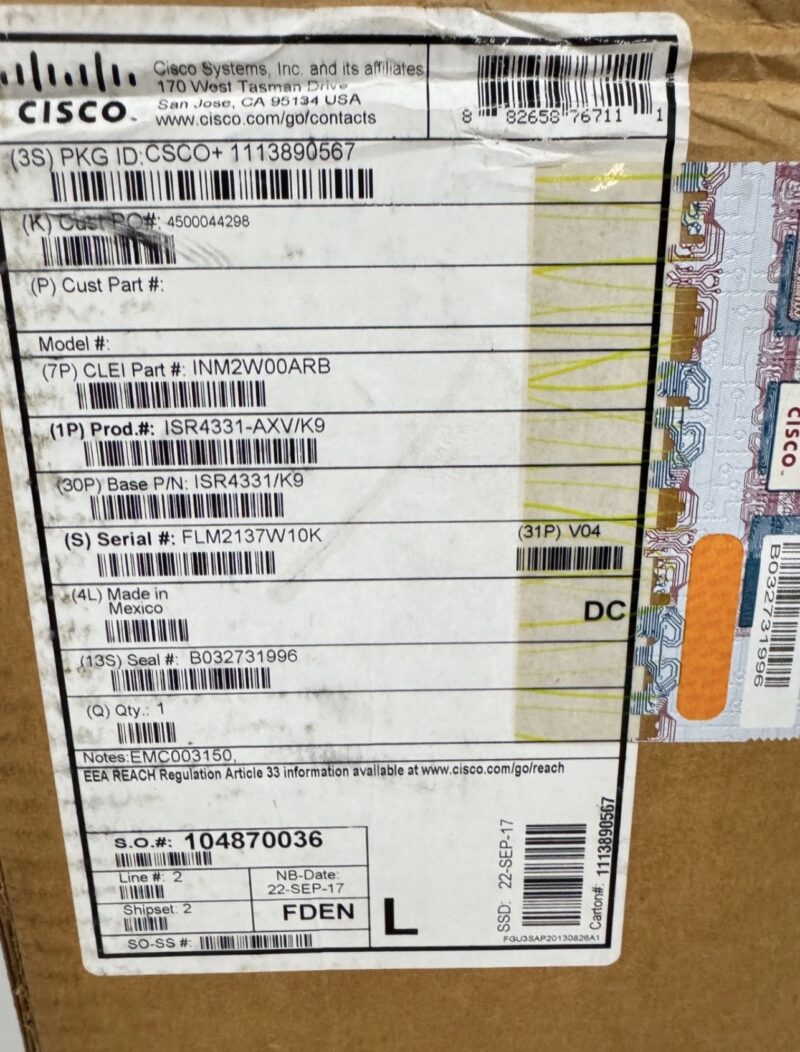 CISCO™
Cisco Systems, Inc. and its affiliates
170 West Tasman Drive
San Jose, CA 95134 USA
www.cisco.com/go/contacts
8 82658 76711 1
(3S) PKG ID:CSCO+ 1113890567
(K) Cust PO#: 4500044298
(P) Cust Part #:
Model #:
(7P) CLEI Part #: INM2W00ARB
(1P) Prod.#: ISR4331-AXV/K9
(30P) Base P/N: ISR4331/K9
(S) Serial #: FLM2137W10K
(31P) V04
(4L) Made in
Mexico
DC
(13S) Seal #: B032731996
(Q) Qty.: 1
Notes:EMC003150,
EEA REACH Regulation Article 33 information available at www.cisco.com/go/reach
S.O.#: 104870036
Line #: 2
NB-Date:
22-SEP-17
Shipset: 2
FDEN
SO-SS #:
L
SSD: 22-SEP-17
Carton#: 1113890567
FGU3SAP20130826A1
CISCO™
B032731996